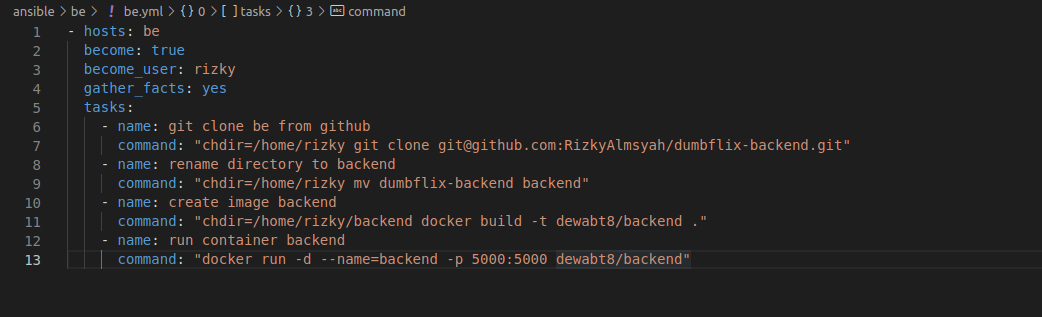 ansible > be > ! be.yml > {} 0 > [ ] tasks > {} 3 > abc command
1 - hosts: be
2 become: true
3 become_user: rizky
4 gather_facts: yes
5 tasks:
6 - name: git clone be from github
7 command: "chdir=/home/rizky git clone git@github.com:RizkyAlmsyah/dumbflix-backend.git"
8 - name: rename directory to backend
9 command: "chdir=/home/rizky mv dumbflix-backend backend"
10 - name: create image backend
11 command: "chdir=/home/rizky/backend docker build -t dewabt8/backend ."
12 - name: run container backend
13 command: "docker run -d --name=backend -p 5000:5000 dewabt8/backend"